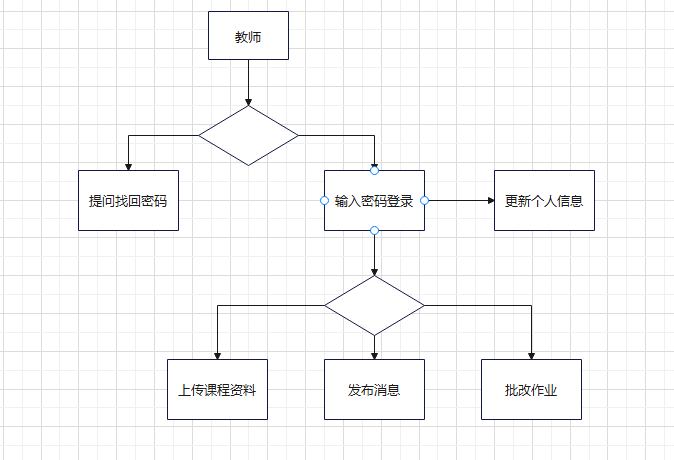 教师
提问找回密码
输入密码登录
更新个人信息
上传课程资料
发布消息
批改作业